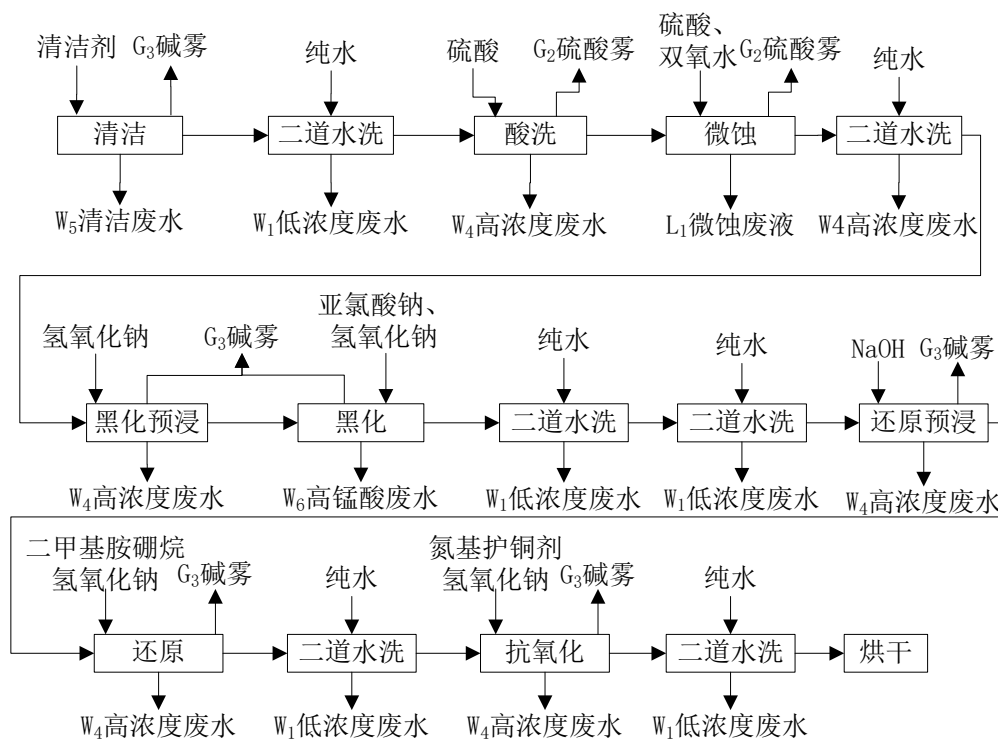 清洁剂 G₃碱雾
纯水
硫酸
G₂硫酸雾
硫酸、
双氧水
G₂硫酸雾
纯水
清洁
二道水洗
酸洗
微蚀
二道水洗
W₅清洁废水
W₁低浓度废水
W₄高浓度废水
L₁微蚀废液
W4高浓度废水
氢氧化钠
G₃碱雾
亚氯酸钠、
氢氧化钠
纯水
纯水
NaOH G₃碱雾
黑化预浸
黑化
二道水洗
二道水洗
还原预浸
W₄高浓度废水
W₆高锰酸废水
W₁低浓度废水
W₁低浓度废水
W₄高浓度废水
二甲基胺硼烷
氢氧化钠
G₃碱雾
纯水
氮基护铜剂
氢氧化钠
G₃碱雾
纯水
还原
二道水洗
抗氧化
二道水洗
烘干
W₄高浓度废水
W₁低浓度废水
W₄高浓度废水
W₁低浓度废水